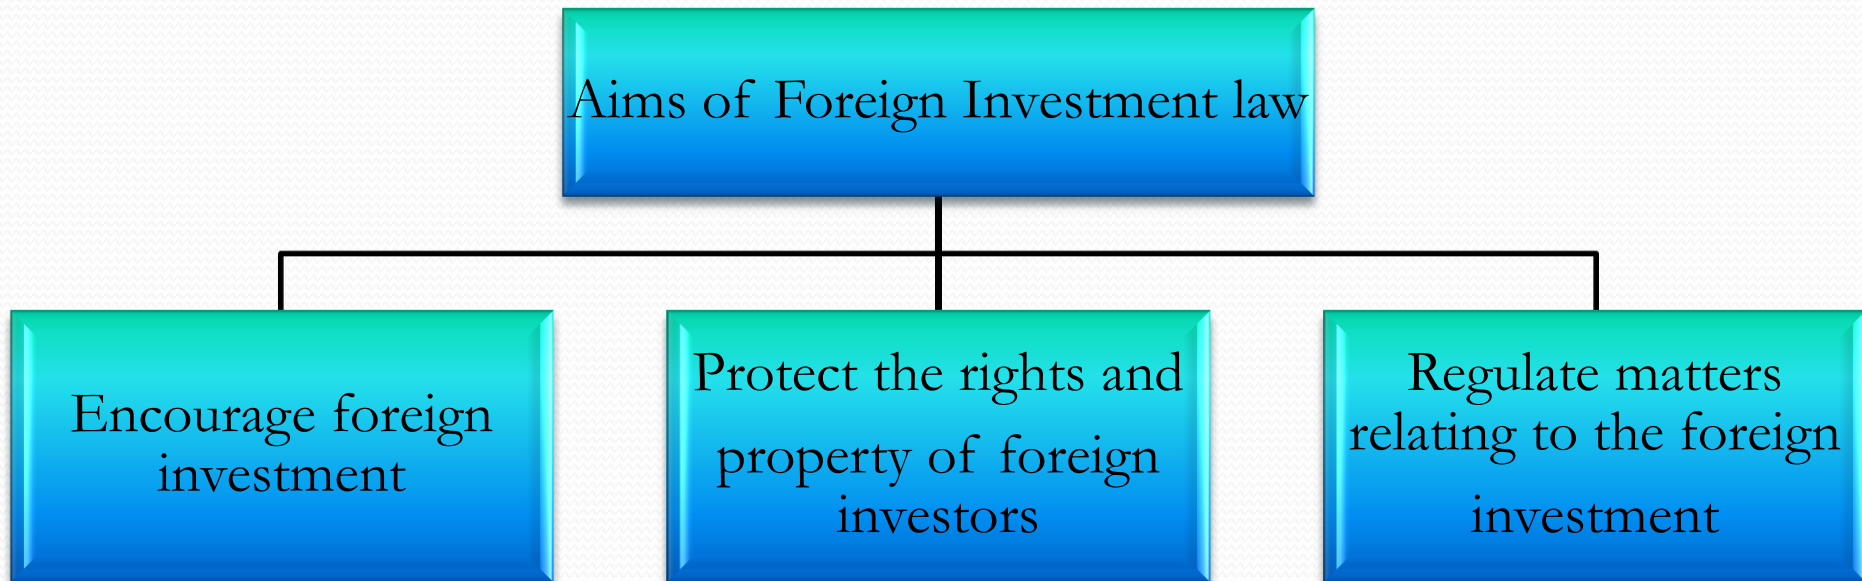 Aims of Foreign Investment law
Encourage foreign
investment
Protect the rights and
property of foreign
investors
Regulate matters
relating to the foreign
investment